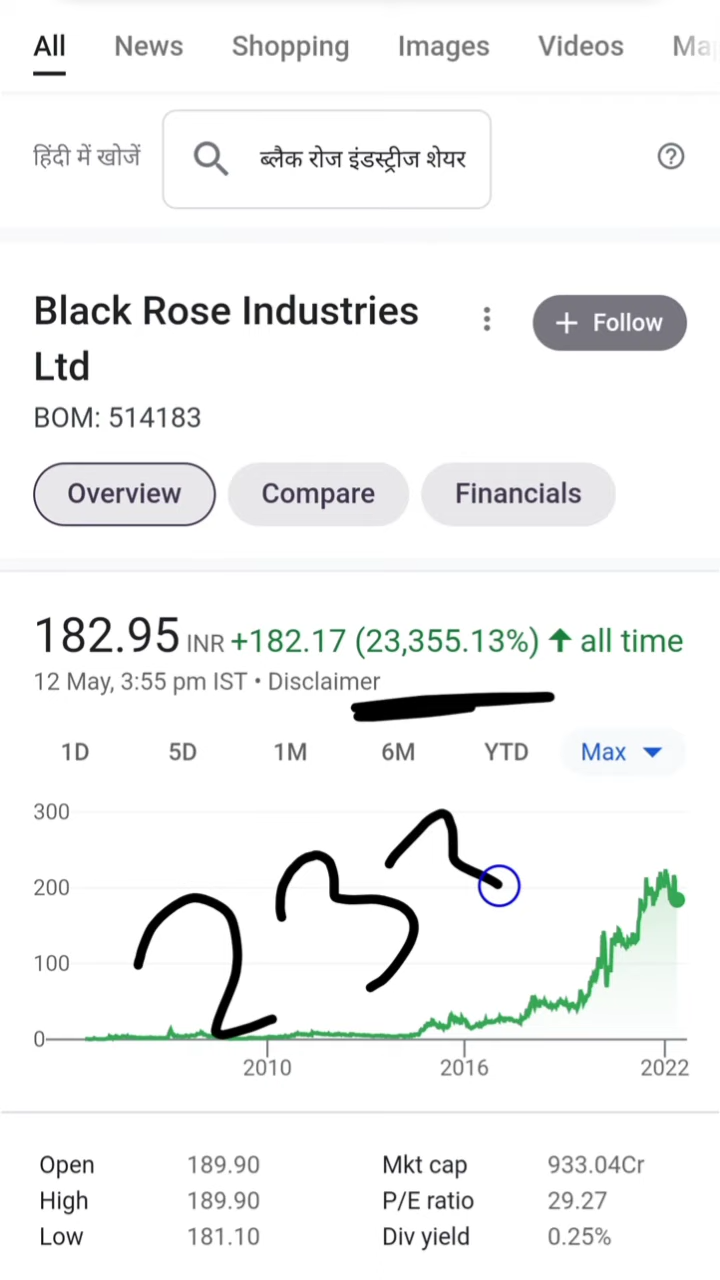 All News Shopping Images Videos
हिंदी में खोजें ब्लैक रोज इंडस्ट्रीज शेयर
Black Rose Industries
Ltd
+ Follow
BOM: 514183
Overview Compare Financials
182.95 INR +182.17 (23,355.13%) ↑ all time
12 May, 3:55 pm IST • Disclaimer
1D 5D 1M 6M YTD Max
300
200
100
0
2010 2016 2022
233
Open 189.90 Mkt cap 933.04Cr
High 189.90 P/E ratio 29.27
Low 181.10 Div yield 0.25%